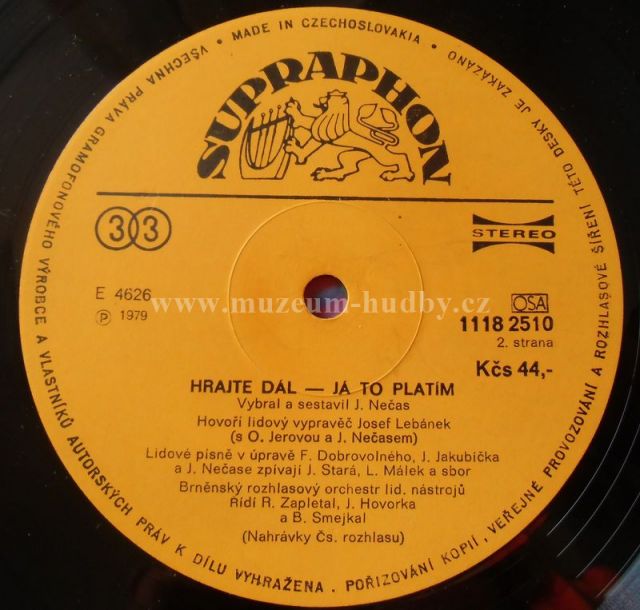 • MADE IN CZECHOSLOVAKIA •
SUPRAPHON
33
STEREO
E 4626
Ⓟ 1979
www.muzeum-hudby.cz
OSA
1118 2510
2. strana
Kčs 44,-
HRAJTE DÁL — JÁ TO PLATÍM
Vybral a sestavil J. Nečas
Hovoří lidový vypravěč Josef Lebánek
(s O. Jerovou a J. Nečasem)
Lidové písně v úpravě F. Dobrovolného, J. Jakubíčka
a J. Nečase zpívají J. Stará, L. Málek a sbor
Brněnský rozhlasový orchestr lid. nástrojů
Řídí R. Zapletal, J. Hovorka
a B. Smejkal
(Nahrávky Čs. rozhlasu)
VŠECHNA PRÁVA GRAMOFONOVÉHO VÝROBCE A VLASTNÍKŮ AUTORSKÝCH PRÁV K DÍLU VYHRAŽENA. POŘIZOVÁNÍ KOPIÍ, VEŘEJNÉ PROVOZOVÁNÍ A ROZHLASOVÉ ŠÍŘENÍ TÉTO DESKY JE ZAKÁZÁNO